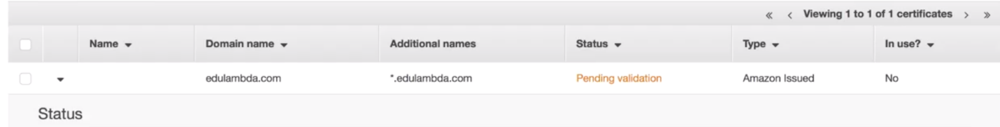 « < Viewing 1 to 1 of 1 certificates > »
Name Domain name Additional names Status Type In use?
edulambda.com *.edulambda.com Pending validation Amazon Issued No
Status